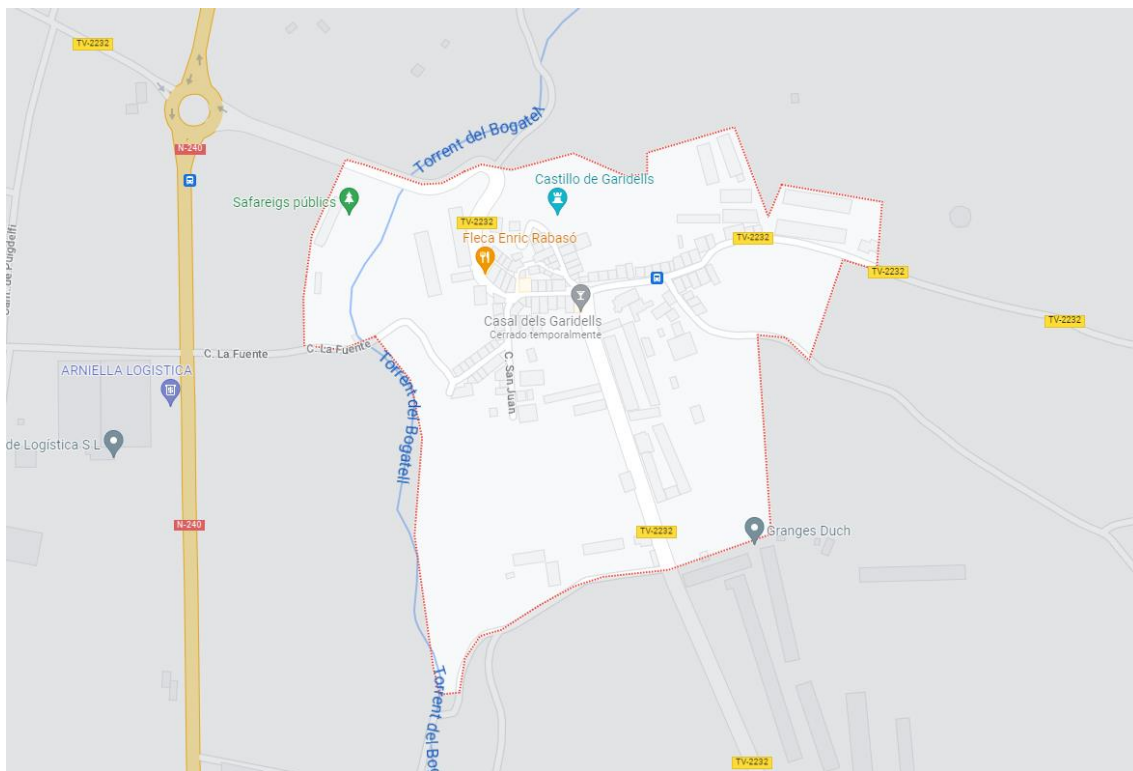 TV-2232
Torrent del Bogatell
N-240
Castillo de Garidells
Safareigs públics
TV-2232
Fleca Enric Rabasó
TV-2232
TV-2232
Casal dels Garidells
Cerrado temporalmente
TV-2232
C. La Fuente
C. La Fuente
ARNIELLA LOGISTICA
C. San Juan
Torrent del Bogatell
de Logística S L
N-240
TV-2232
Granges Duch
Torrent del Bog
TV-2232